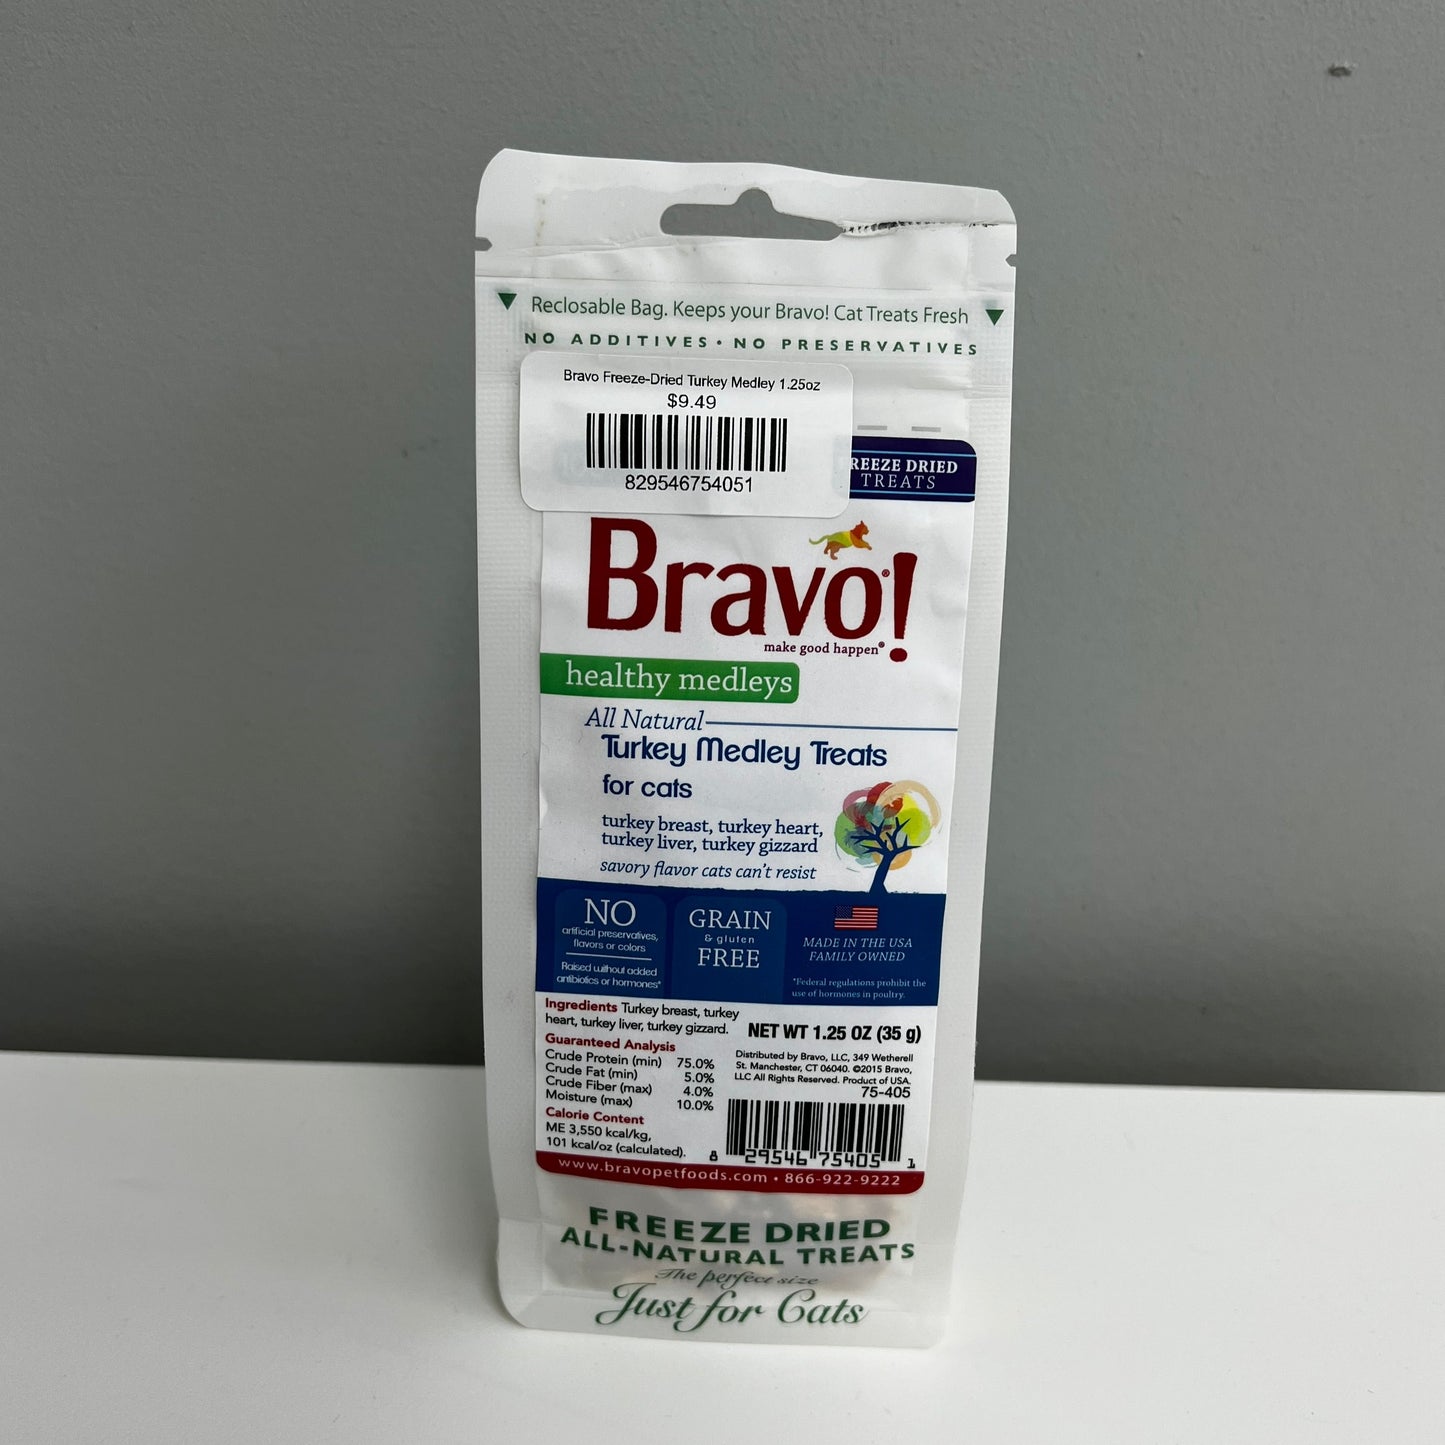 Reclosable Bag. Keeps your Bravo! Cat Treats Fresh
NO ADDITIVES • NO PRESERVATIVES
Bravo Freeze-Dried Turkey Medley 1.25oz
$9.49
829546754051
REEZE DRIED
TREATS
Bravo!®
make good happen®
healthy medleys
All Natural
Turkey Medley Treats
for cats
turkey breast, turkey heart,
turkey liver, turkey gizzard
savory flavor cats can't resist
NO
artificial preservatives,
flavors or colors
Raised without added
antibiotics or hormones*
GRAIN
& gluten
FREE
MADE IN THE USA
FAMILY OWNED
*Federal regulations prohibit the
use of hormones in poultry.
Ingredients Turkey breast, turkey
heart, turkey liver, turkey gizzard.
Guaranteed Analysis
Crude Protein (min) 75.0%
Crude Fat (min) 5.0%
Crude Fiber (max) 4.0%
Moisture (max) 10.0%
Calorie Content
ME 3,550 kcal/kg,
101 kcal/oz (calculated).
NET WT 1.25 OZ (35 g)
Distributed by Bravo, LLC, 349 Wetherell
St. Manchester, CT 06040. ©2015 Bravo,
LLC All Rights Reserved. Product of USA.
75-405
8 29546 75405 1
www.bravopetfoods.com • 866-922-9222
FREEZE DRIED
ALL-NATURAL TREATS
The perfect size
Just for Cats